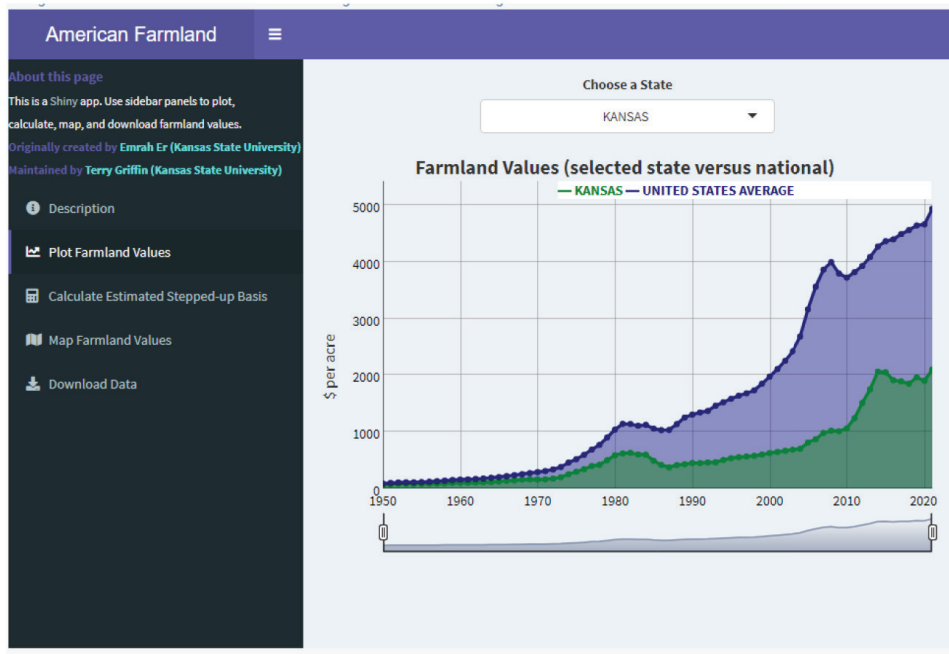 American Farmland
About this page
This is a Shiny app. Use sidebar panels to plot,
calculate, map, and download farmland values.
Originally created by Emrah Er (Kansas State University)
Maintained by Terry Griffin (Kansas State University)
Description
Plot Farmland Values
Calculate Estimated Stepped-up Basis
Map Farmland Values
Download Data
Choose a State
KANSAS
Farmland Values (selected state versus national)
KANSAS UNITED STATES AVERAGE
5000
4000
3000
2000
1000
0
$ per acre
1950 1960 1970 1980 1990 2000 2010 2020